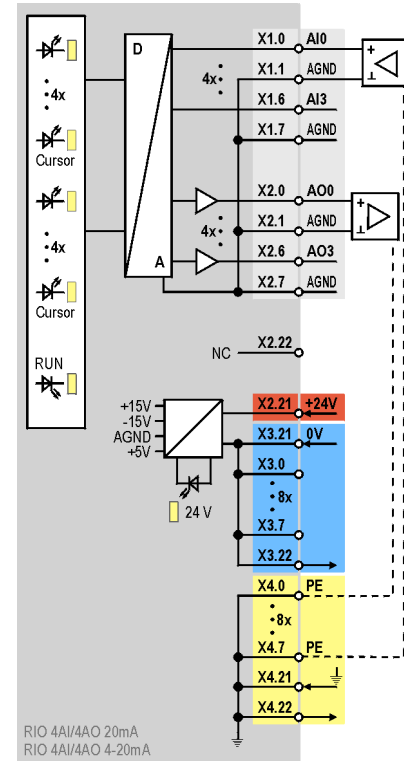 D
X1.0 AI0
+
4x
X1.1 AGND
⊥
4x
X1.6 AI3
Cursor
X1.7 AGND
X2.0 AO0
+
4x
X2.1 AGND
⊥
4x
A
X2.6 AO3
X2.7 AGND
Cursor
NC X2.22
RUN
+15V
X2.21 +24V
-15V
AGND
X3.21 0V
+5V
X3.0
24 V
8x
X3.7
X3.22
X4.0 PE
8x
X4.7 PE
X4.21
X4.22
RIO 4AI/4AO 20mA
RIO 4AI/4AO 4-20mA